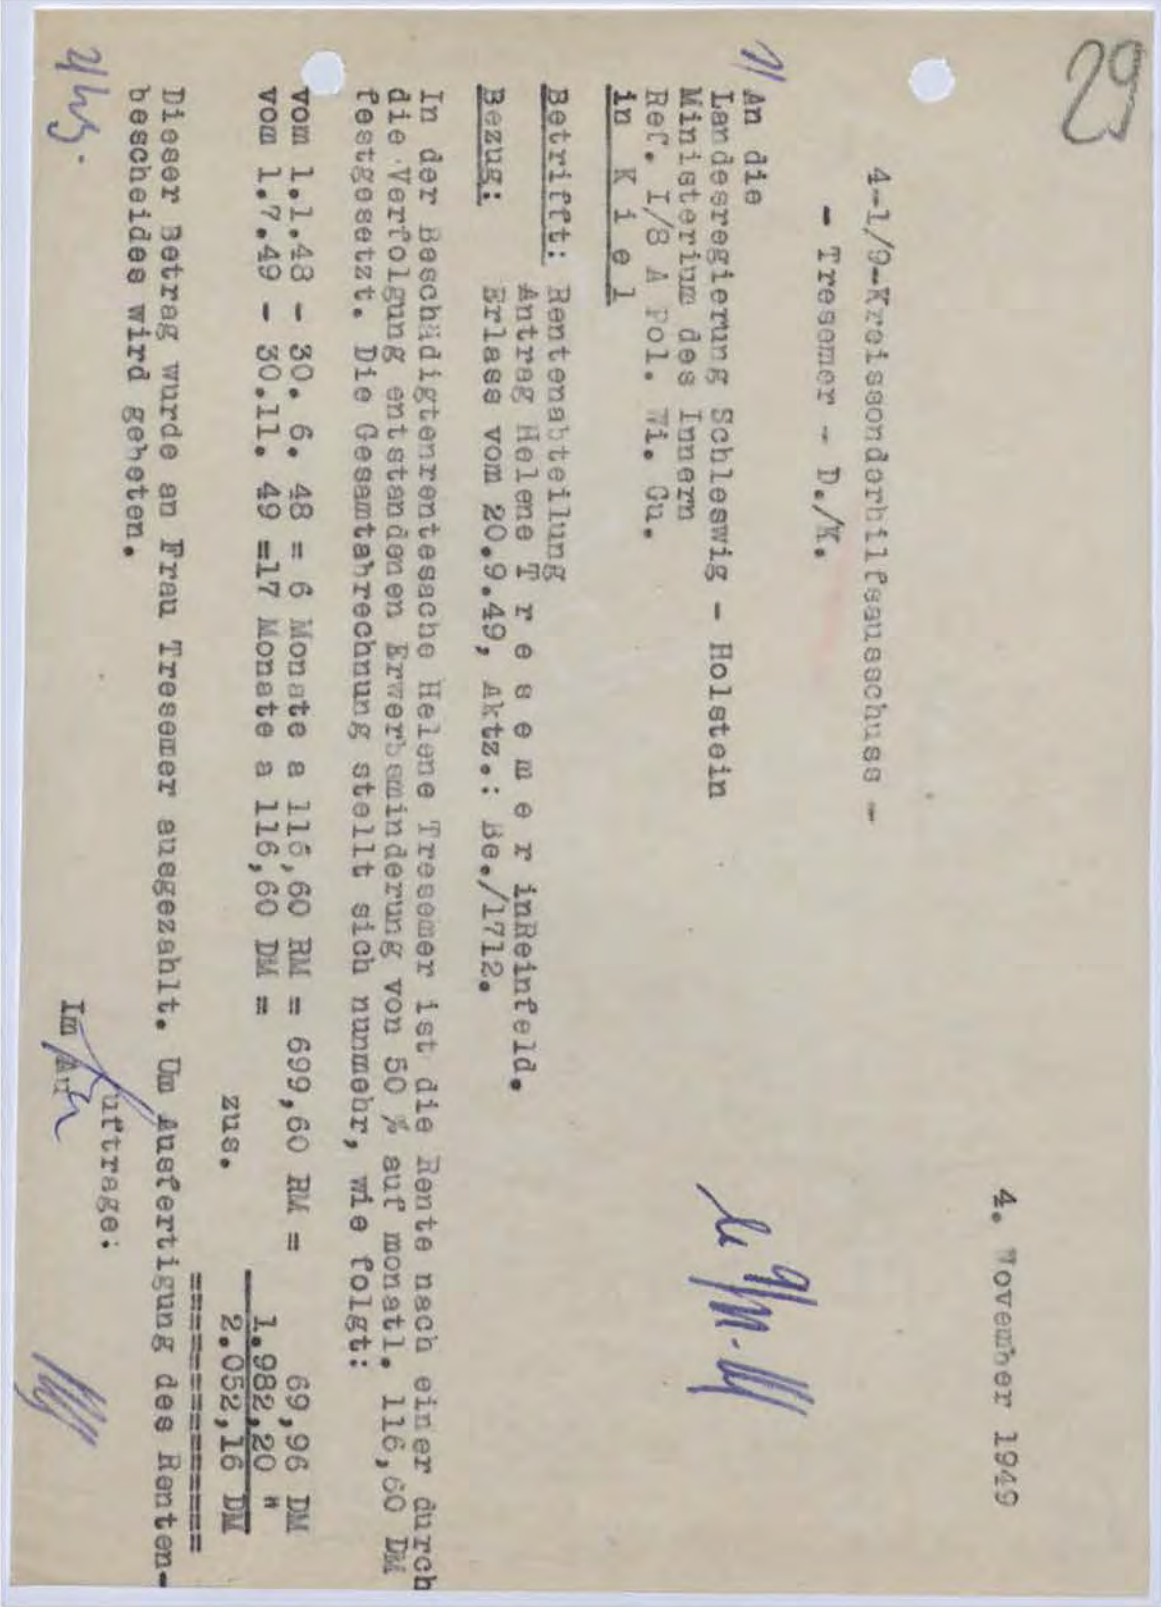 29
4. November 1949
4-1/9-Kreissonderhilfsausschuss -
- Tresemer - D./K.
1/ An die
Landesregierung Schleswig - Holstein
Ministerium des Innern
Ref. I/8 A Pol. Wi. Gu.
in K i e l
Betrifft: Rentenabteilung
Antrag Helene T r e s e m e r inReinfeld.
Bezug: Erlass vom 20.9.49, Aktz.: Be./1712.
In der Beschädigtenrentesache Helene Tresemer ist die Rente nach einer durch
die Verfolgung entstandenen Erwerbsminderung von 50 % auf monatl. 116,60 DM
festgesetzt. Die Gesamtabrechnung stellt sich nunmehr, wie folgt:
vom 1.1.48 - 30. 6. 48 = 6 Monate a 116,60 RM = 699,60 RM = 69,96 DM
vom 1.7.49 - 30.11. 49 =17 Monate a 116,60 DM = 1.982,20 "
zus. 2.052,16 DM
==============
Dieser Betrag wurde an Frau Tresemer ausgezahlt. Um Ausfertigung des Renten-
bescheides wird gebeten.
Im Auftrage: